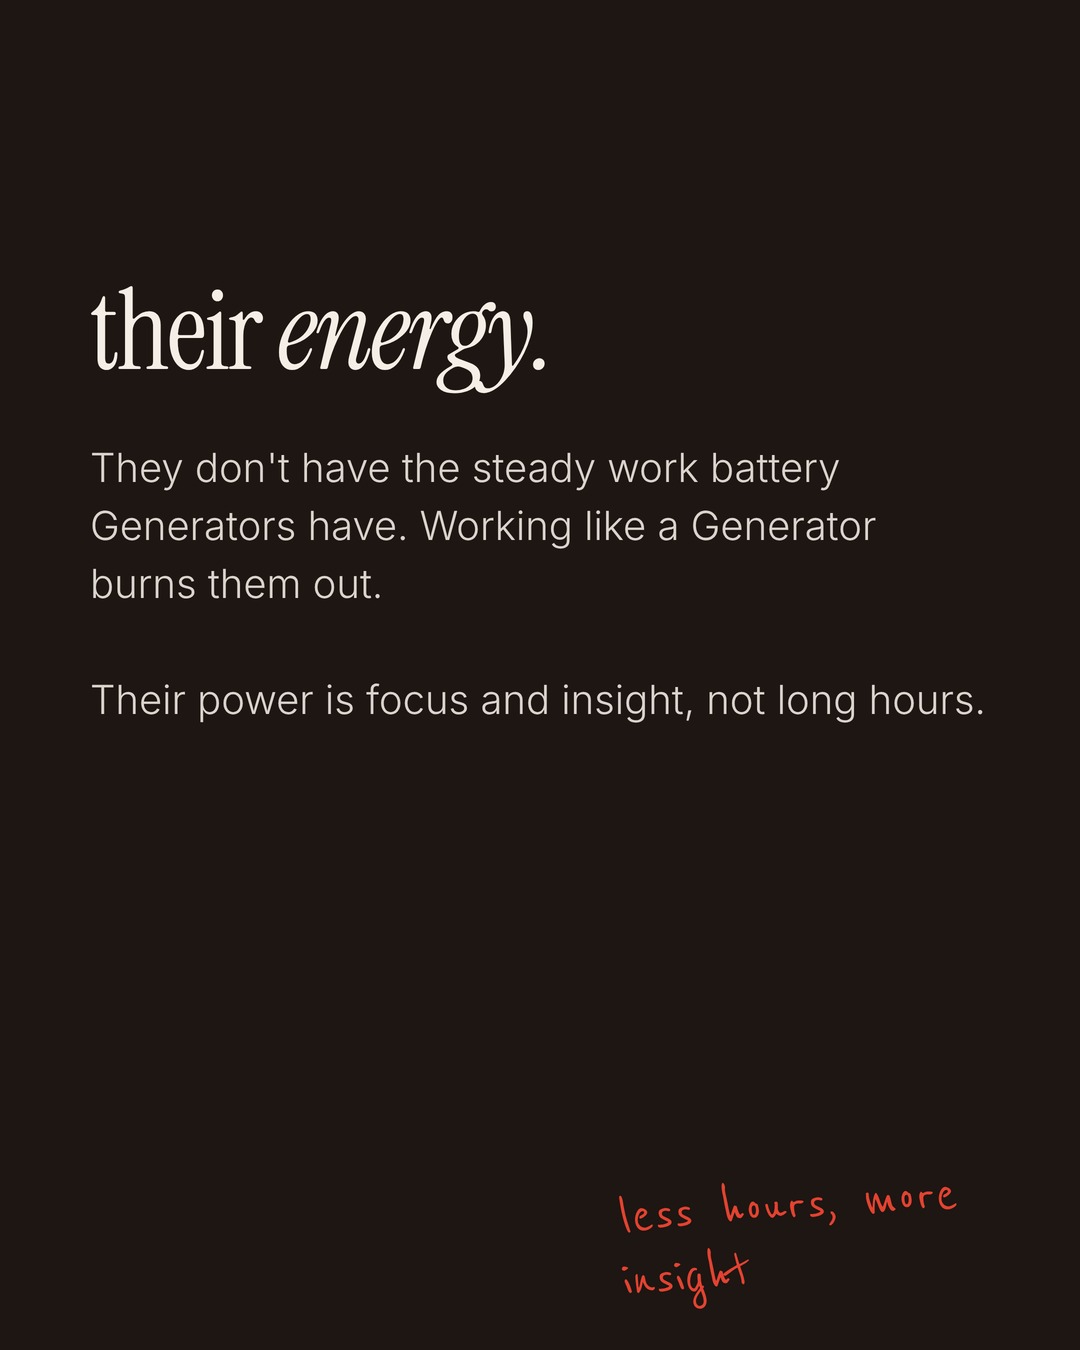 their energy.
They don't have the steady work battery
Generators have. Working like a Generator
burns them out.
Their power is focus and insight, not long hours.
less hours, more
insight